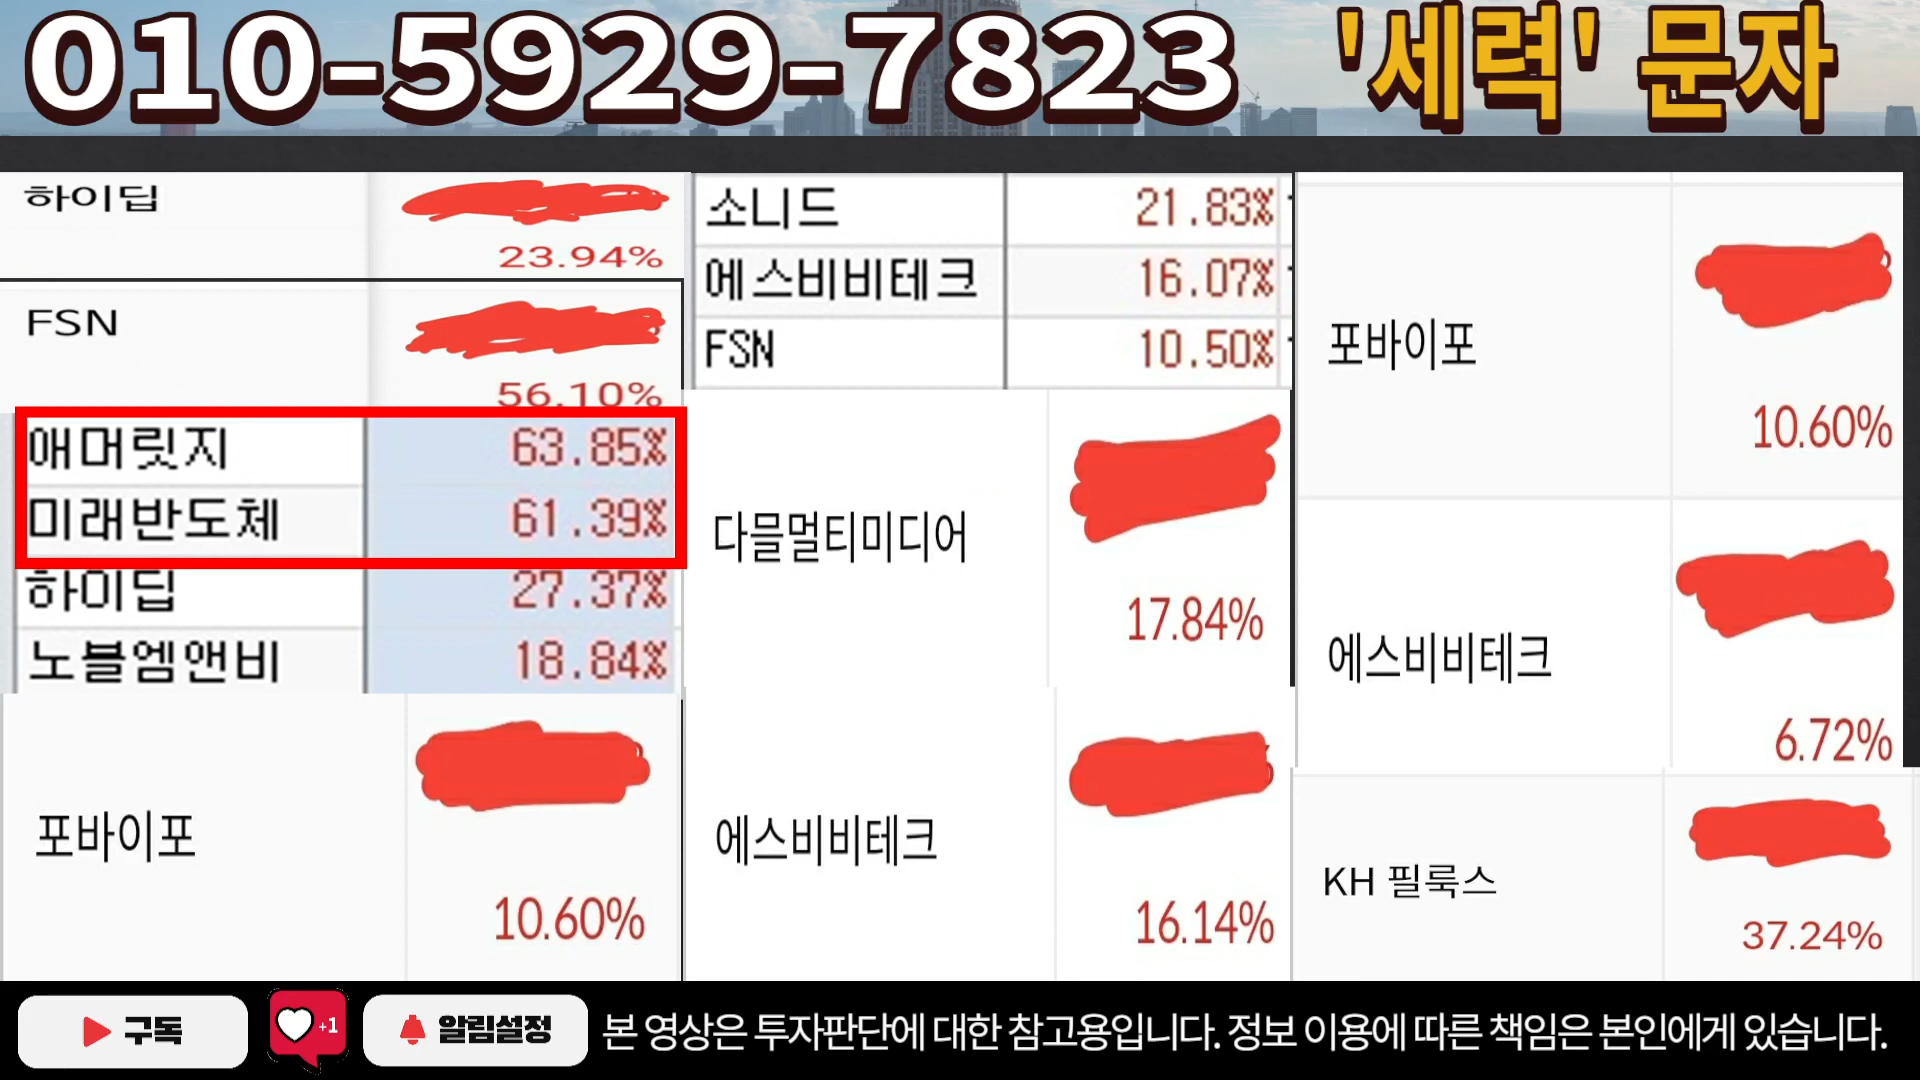 010-5929-7823 '세력' 문자
하이딥
23.94%
FSN
56.10%
애머릿지 63.85%
미래반도체 61.39%
하이딥 27.37%
노블엠앤비 18.84%
포바이포
10.60%
소니드 21.83%
에스비비테크 16.07%
FSN 10.50%
다믈멀티미디어
17.84%
에스비비테크
16.14%
포바이포
10.60%
에스비비테크
6.72%
KH 필룩스
37.24%
구독 +1 알림설정 본 영상은 투자판단에 대한 참고용입니다. 정보 이용에 따른 책임은 본인에게 있습니다.